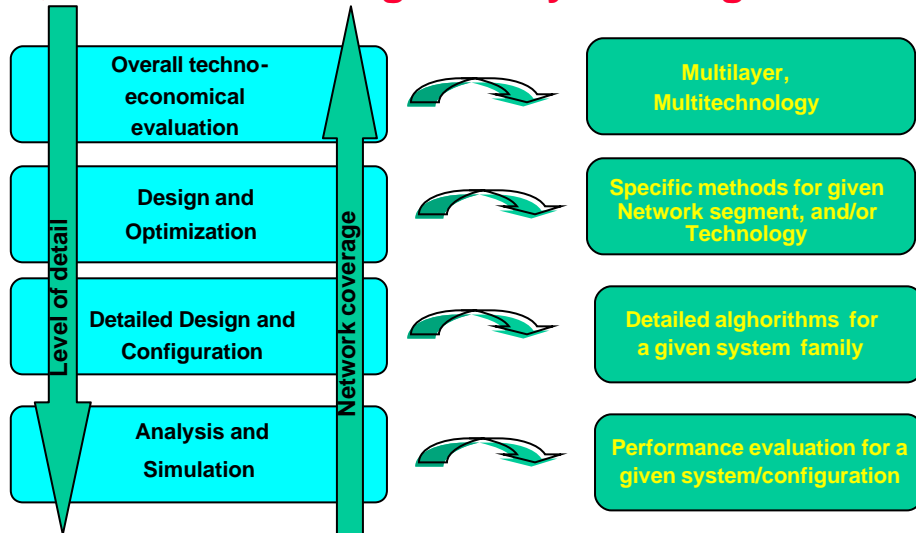 Overall techno-
economical
evaluation
Multilayer,
Multitechnology
Design and
Optimization
Specific methods for given
Network segment, and/or
Technology
Detailed Design and
Configuration
Detailed alghorithms for
a given system family
Analysis and
Simulation
Performance evaluation for a
given system/configuration
Level of detail
Network coverage